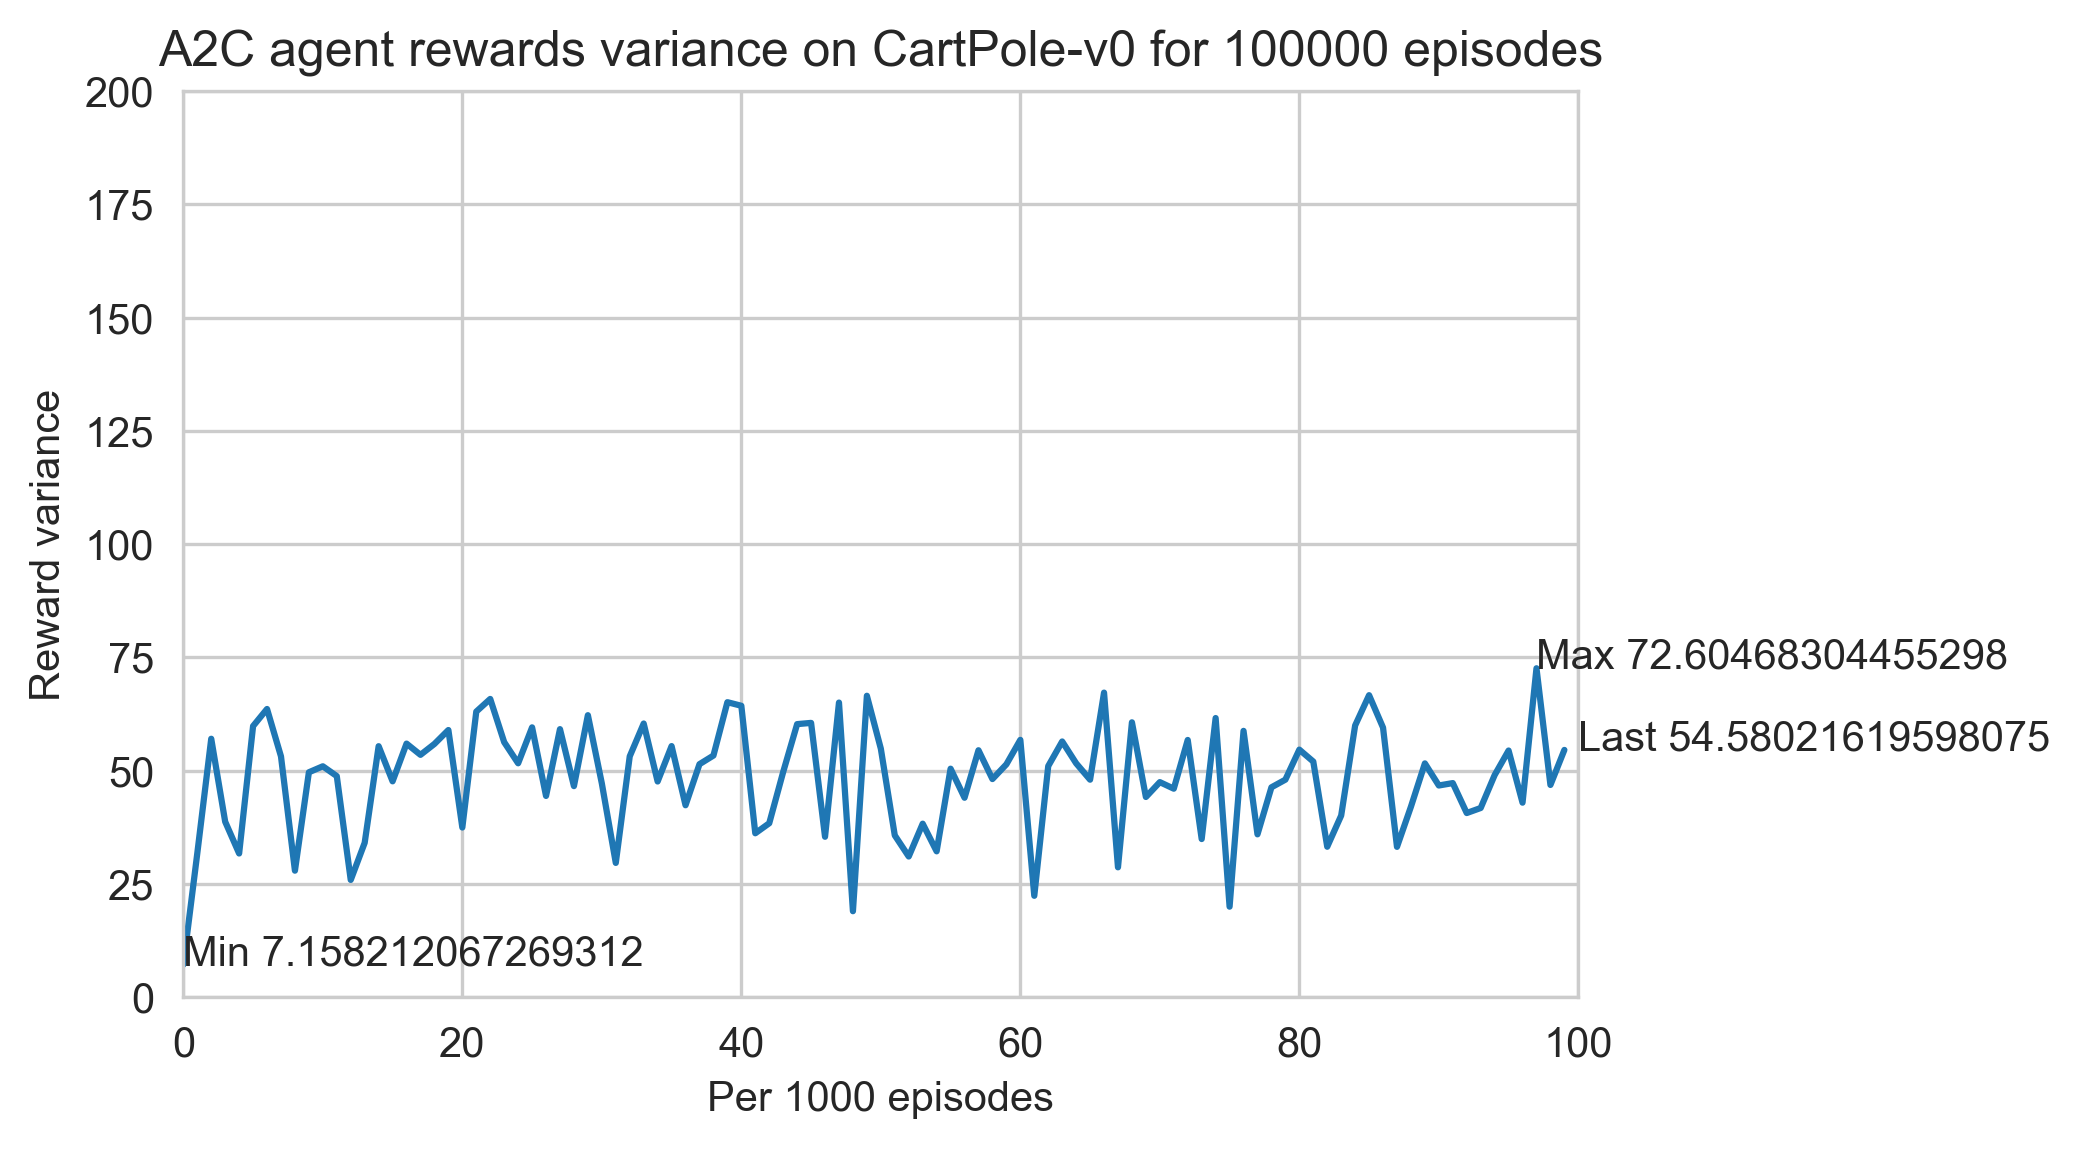 A2C agent rewards variance on CartPole-v0 for 100000 episodes
200
175
150
125
100
75
50
25
0
Reward variance
Max 72.60468304455298
Last 54.58021619598075
Min 7.158212067269312
0 20 40 60 80 100
Per 1000 episodes